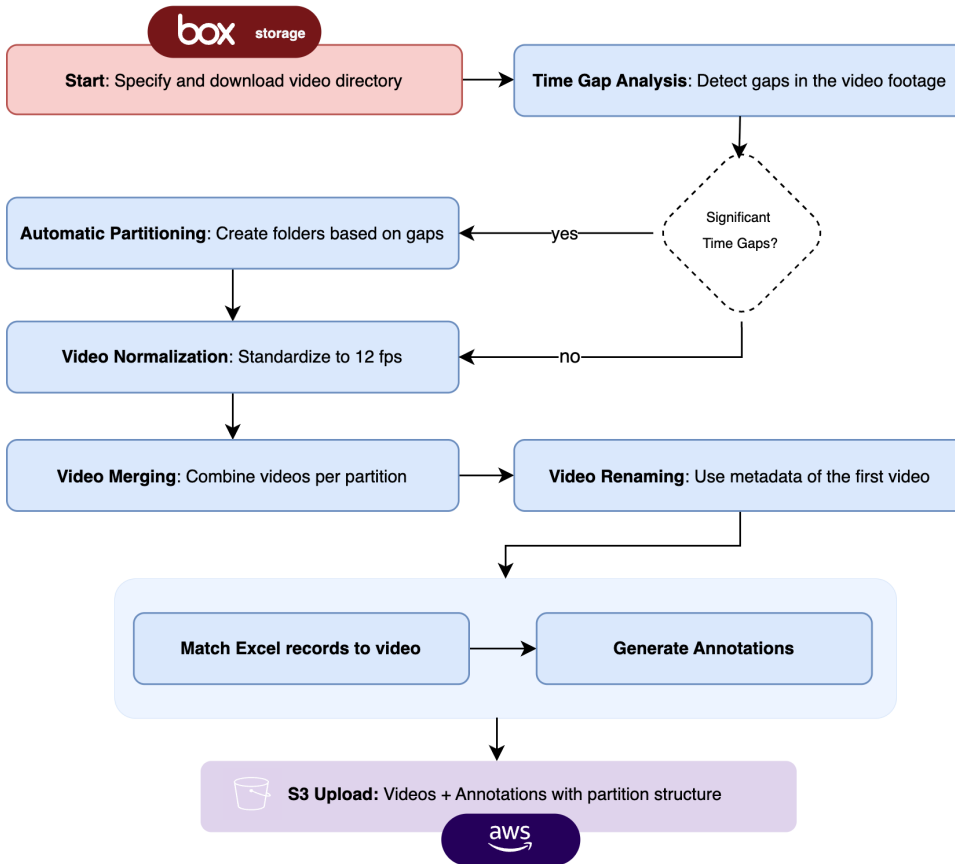 box storage
Start: Specify and download video directory
Time Gap Analysis: Detect gaps in the video footage
Significant
Time Gaps?
yes
Automatic Partitioning: Create folders based on gaps
no
Video Normalization: Standardize to 12 fps
Video Merging: Combine videos per partition
Video Renaming: Use metadata of the first video
Match Excel records to video
Generate Annotations
S3 Upload: Videos + Annotations with partition structure
aws